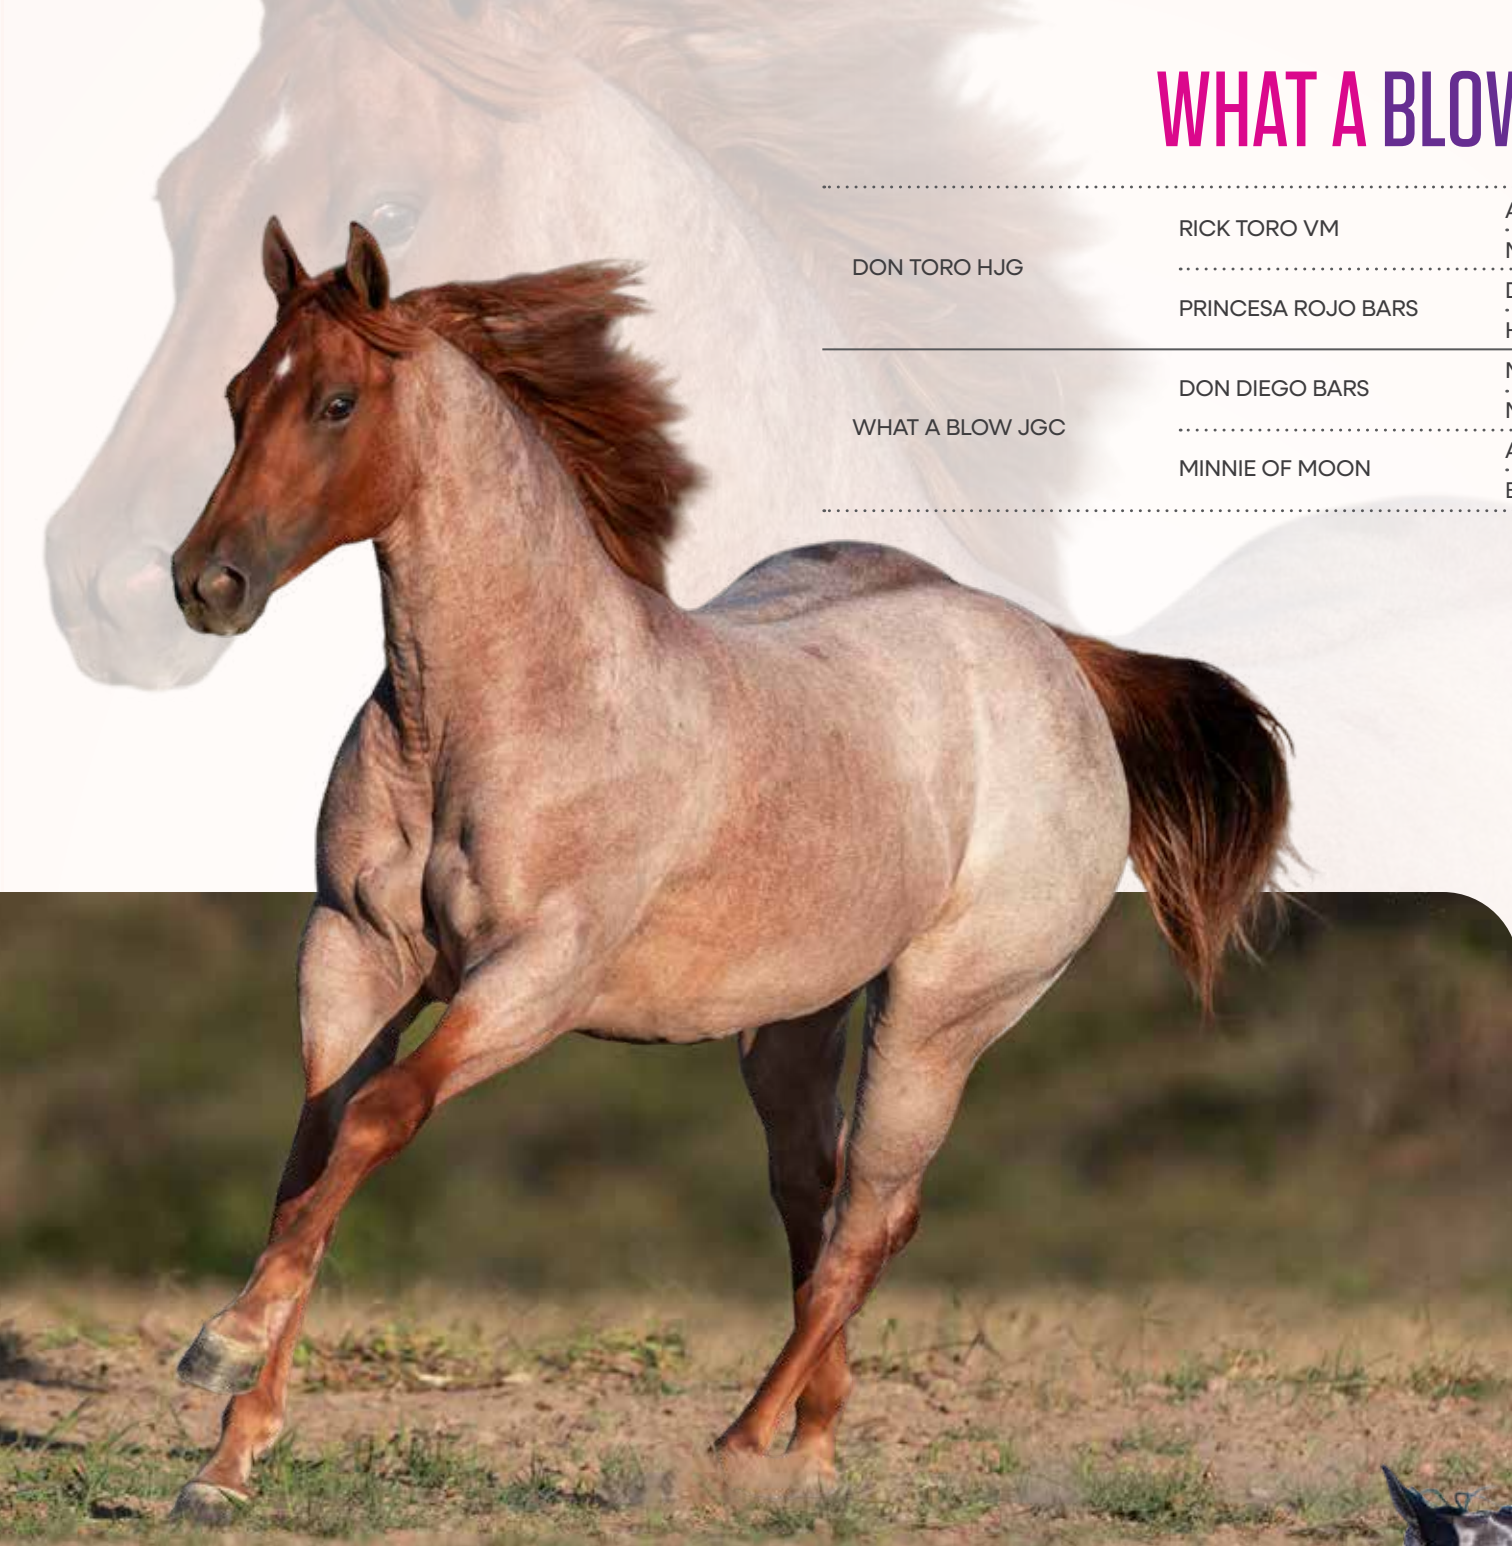 WHAT A BLOW
DON TORO HJG
RICK TORO VM
PRINCESA ROJO BARS
WHAT A BLOW JGC
DON DIEGO BARS
MINNIE OF MOON